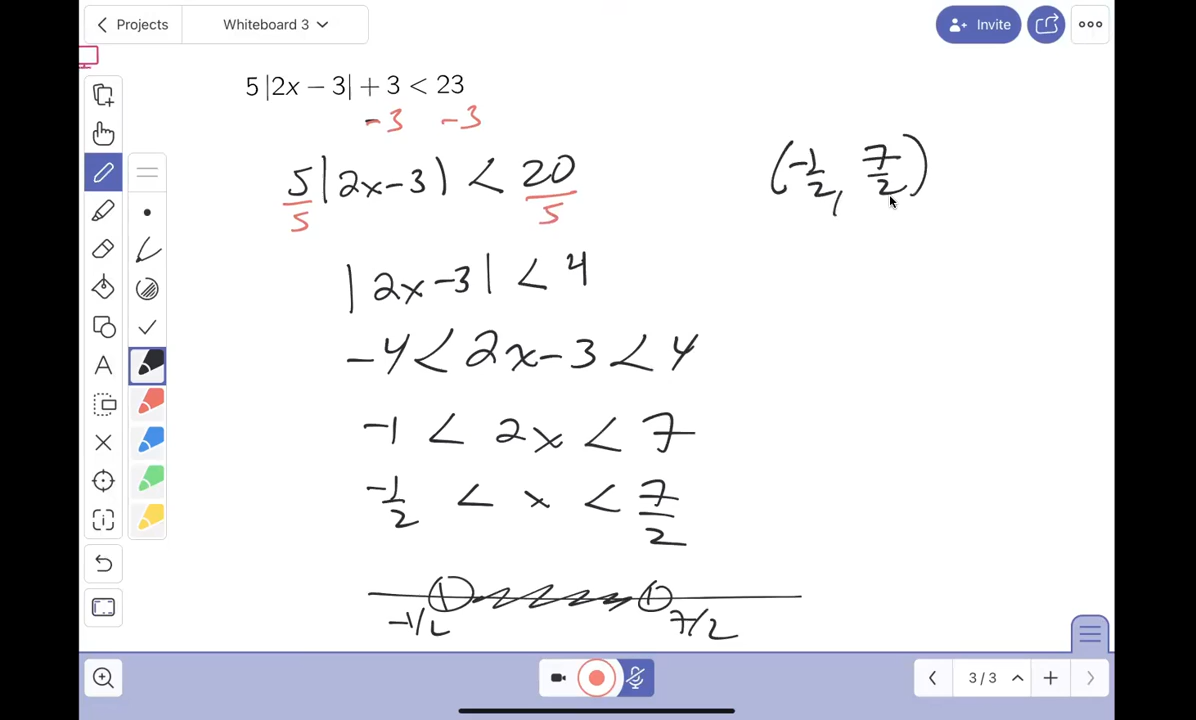 Projects
Whiteboard 3
Invite
5 |2x − 3| + 3 < 23
-3 -3
5|2x-3| < 20
5 5
(-1/2, 7/2)
|2x-3| < 4
-4 < 2x-3 < 4
-1 < 2x < 7
-1/2 < x < 7/2
-1/2 7/2
A
3 / 3